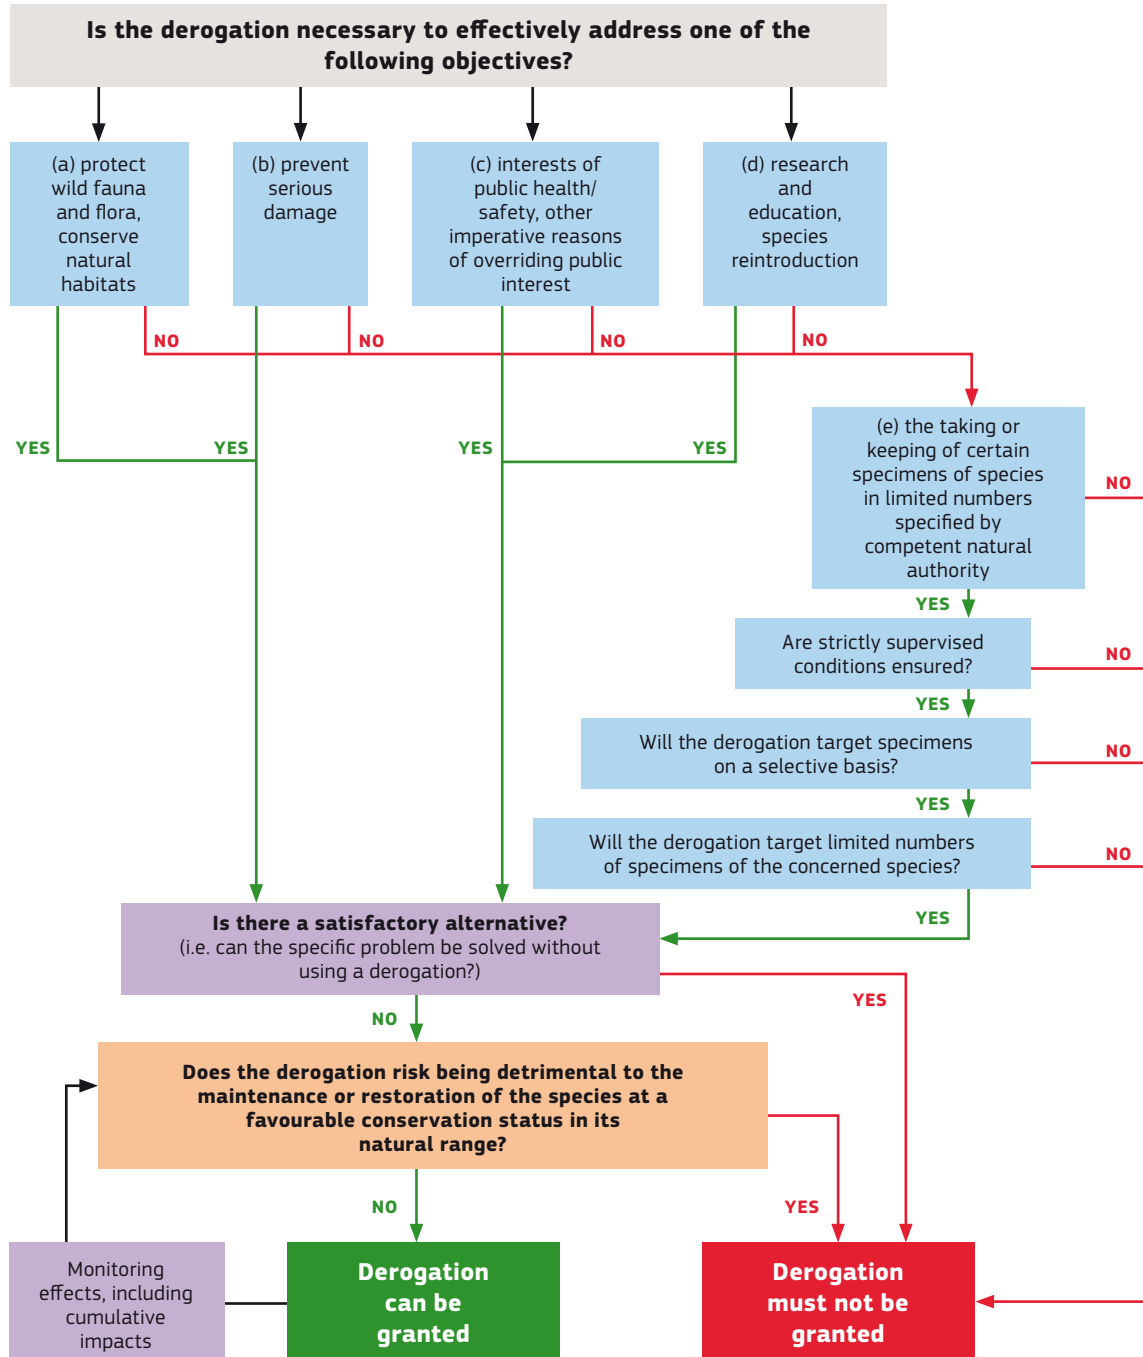 Is the derogation necessary to effectively address one of the
following objectives?
(a) protect
wild fauna
and flora,
conserve
natural
habitats
(b) prevent
serious
damage
(c) interests of
public health/
safety, other
imperative reasons
of overriding public
interest
(d) research
and
education,
species
reintroduction
NO
NO
NO
NO
YES
YES
YES
YES
(e) the taking or
keeping of certain
specimens of species
in limited numbers
specified by
competent natural
authority
NO
YES
Are strictly supervised
conditions ensured?
NO
YES
Will the derogation target specimens
on a selective basis?
NO
YES
Will the derogation target limited numbers
of specimens of the concerned species?
NO
YES
Is there a satisfactory alternative?
(i.e. can the specific problem be solved without
using a derogation?)
YES
NO
Does the derogation risk being detrimental to the
maintenance or restoration of the species at a
favourable conservation status in its
natural range?
NO
YES
Monitoring
effects, including
cumulative
impacts
Derogation
can be
granted
Derogation
must not be
granted